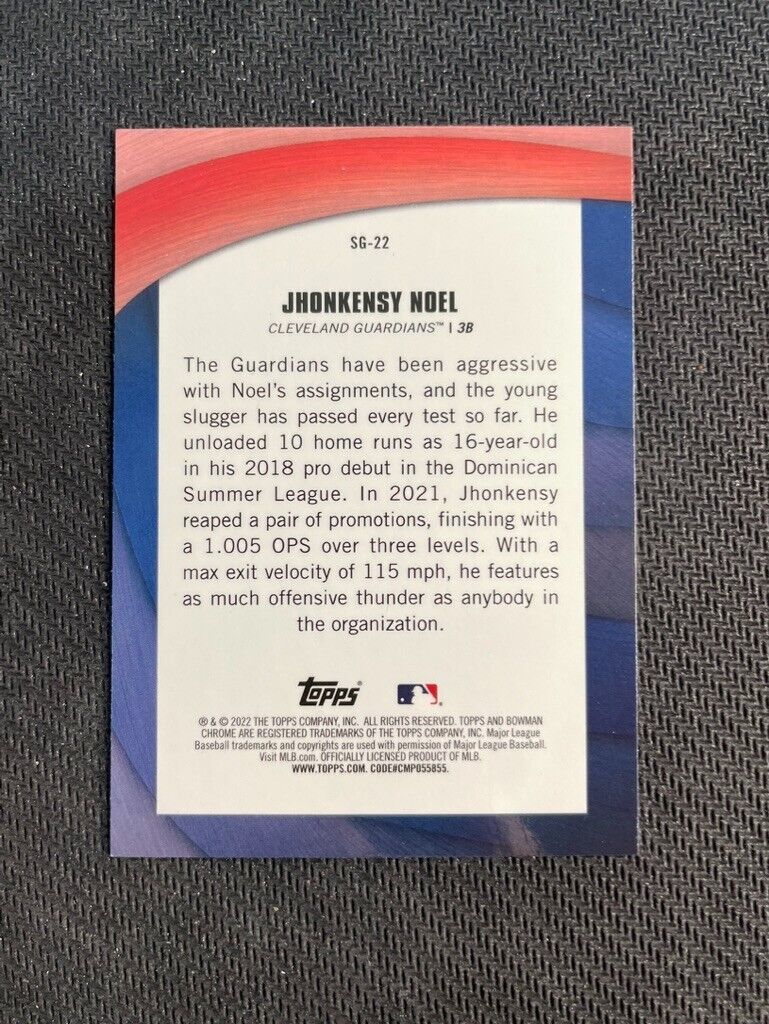 SG-22
JHONKENSY NOEL
CLEVELAND GUARDIANS™ | 3B
The Guardians have been aggressive
with Noel's assignments, and the young
slugger has passed every test so far. He
unloaded 10 home runs as 16-year-old
in his 2018 pro debut in the Dominican
Summer League. In 2021, Jhonkensy
reaped a pair of promotions, finishing with
a 1.005 OPS over three levels. With a
max exit velocity of 115 mph, he features
as much offensive thunder as anybody in
the organization.
Topps®
® & © 2022 THE TOPPS COMPANY, INC. ALL RIGHTS RESERVED. TOPPS AND BOWMAN
CHROME ARE REGISTERED TRADEMARKS OF THE TOPPS COMPANY, INC. Major League
Baseball trademarks and copyrights are used with permission of Major League Baseball.
Visit MLB.com. OFFICIALLY LICENSED PRODUCT OF MLB.
WWW.TOPPS.COM. CODE#CMP055855.